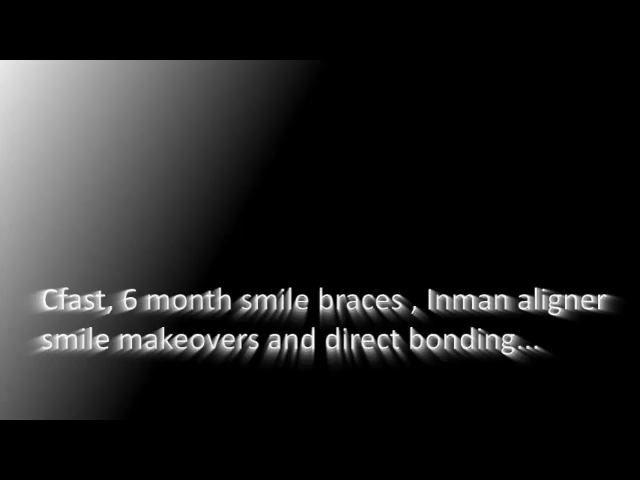 Cfast, 6 month smile braces , Inman aligner
smile makeovers and direct bonding...